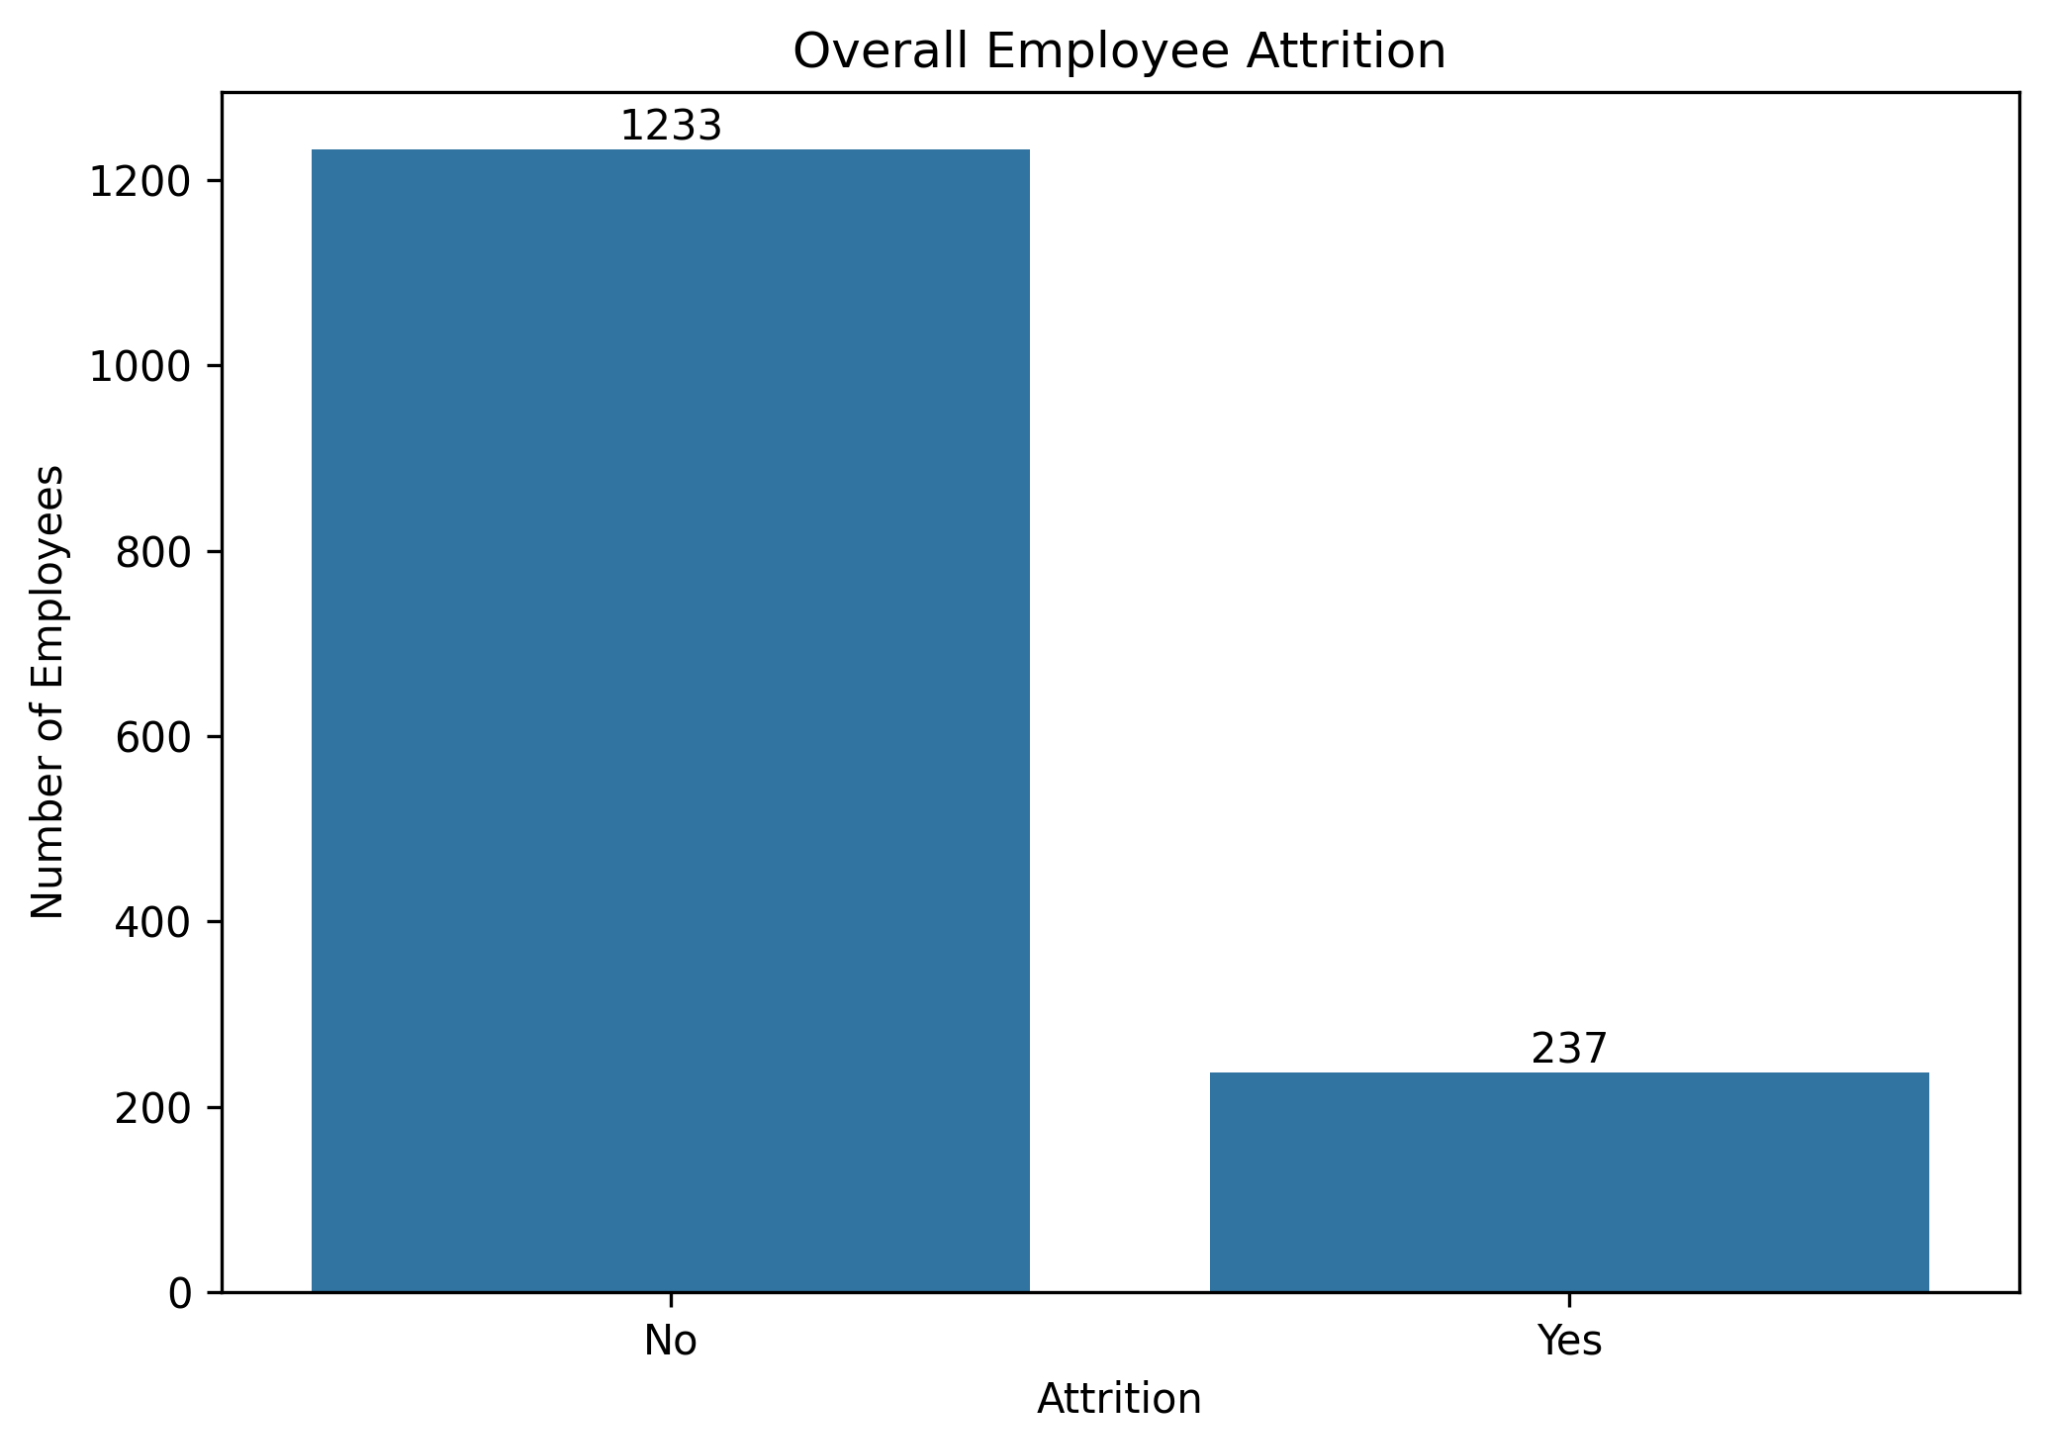 Overall Employee Attrition
1233
1200
1000
800
600
400
200
0
237
Number of Employees
No
Yes
Attrition